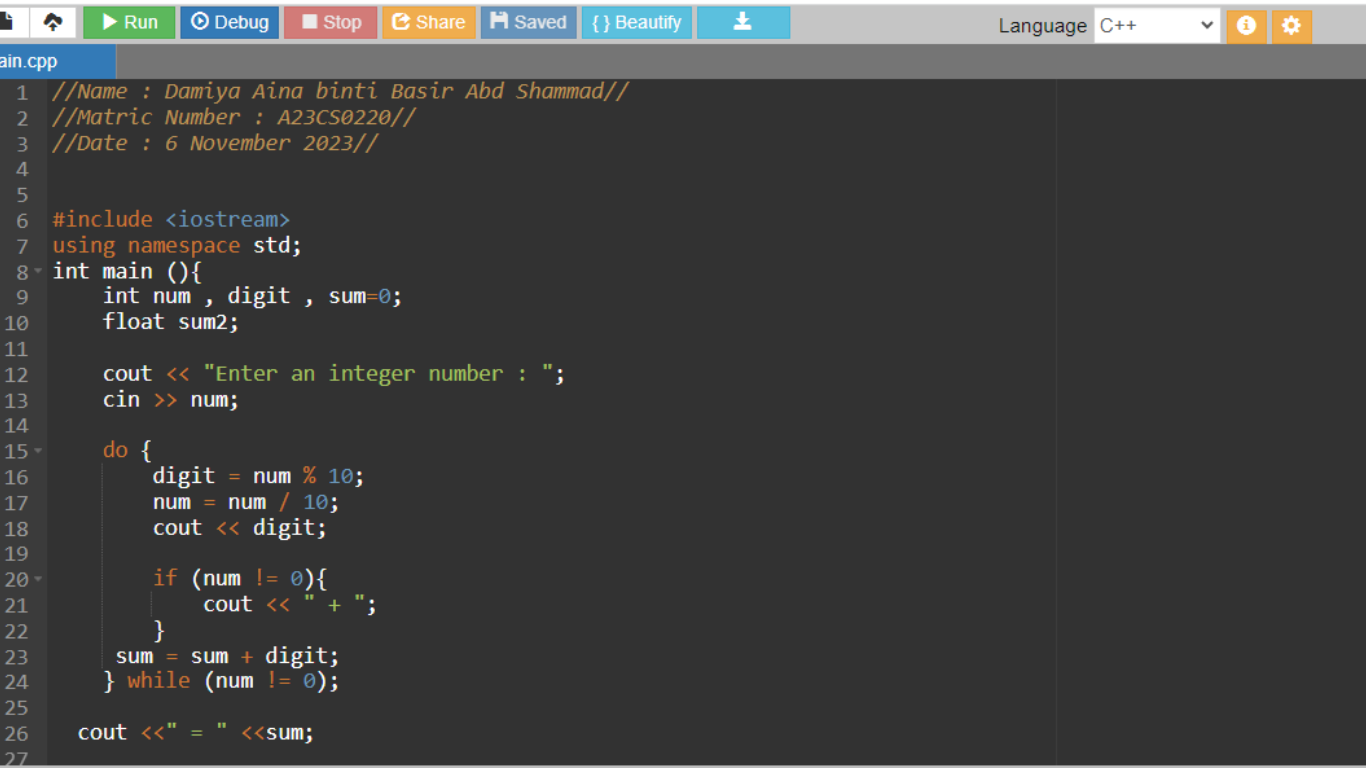 Run Debug Stop Share Saved { } Beautify Language C++
ain.cpp
1 //Name : Damiya Aina binti Basir Abd Shammad//
2 //Matric Number : A23CS0220//
3 //Date : 6 November 2023//
4
5
6 #include <iostream>
7 using namespace std;
8 int main (){
9 int num , digit , sum=0;
10 float sum2;
11
12 cout << "Enter an integer number : ";
13 cin >> num;
14
15 do {
16 digit = num % 10;
17 num = num / 10;
18 cout << digit;
19
20 if (num != 0){
21 cout << " + ";
22 }
23 sum = sum + digit;
24 } while (num != 0);
25
26 cout <<" = " <<sum;
27